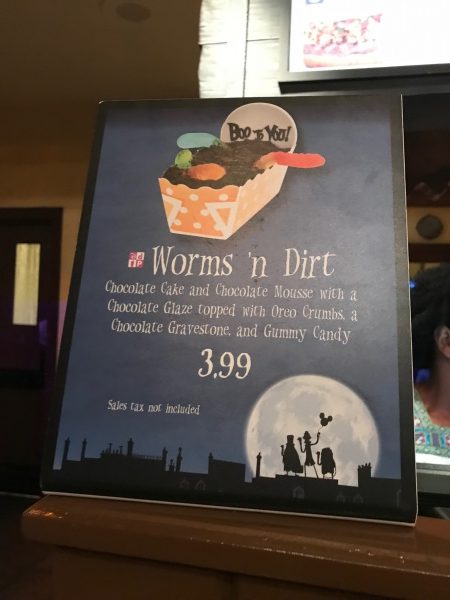 BOO TO YOU!
Worms 'n Dirt
Chocolate Cake and Chocolate Mousse with a
Chocolate Glaze topped with Oreo Crumbs, a
Chocolate Gravestone, and Gummy Candy
3.99
Sales tax not included